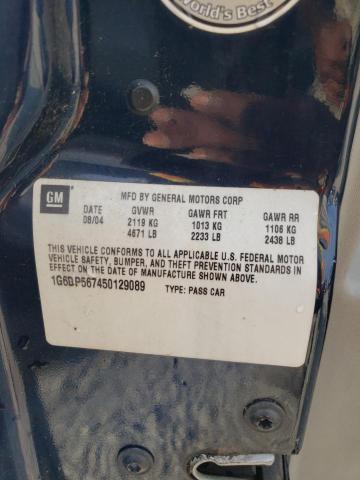 World's Best
GM
MFD BY GENERAL MOTORS CORP
DATE GVWR GAWR FRT GAWR RR
08/04 2119 KG 1013 KG 1106 KG
4671 LB 2233 LB 2438 LB
THIS VEHICLE CONFORMS TO ALL APPLICABLE U.S. FEDERAL MOTOR
VEHICLE SAFETY, BUMPER, AND THEFT PREVENTION STANDARDS IN
EFFECT ON THE DATE OF MANUFACTURE SHOWN ABOVE.
1G6DP567450129089 TYPE: PASS CAR